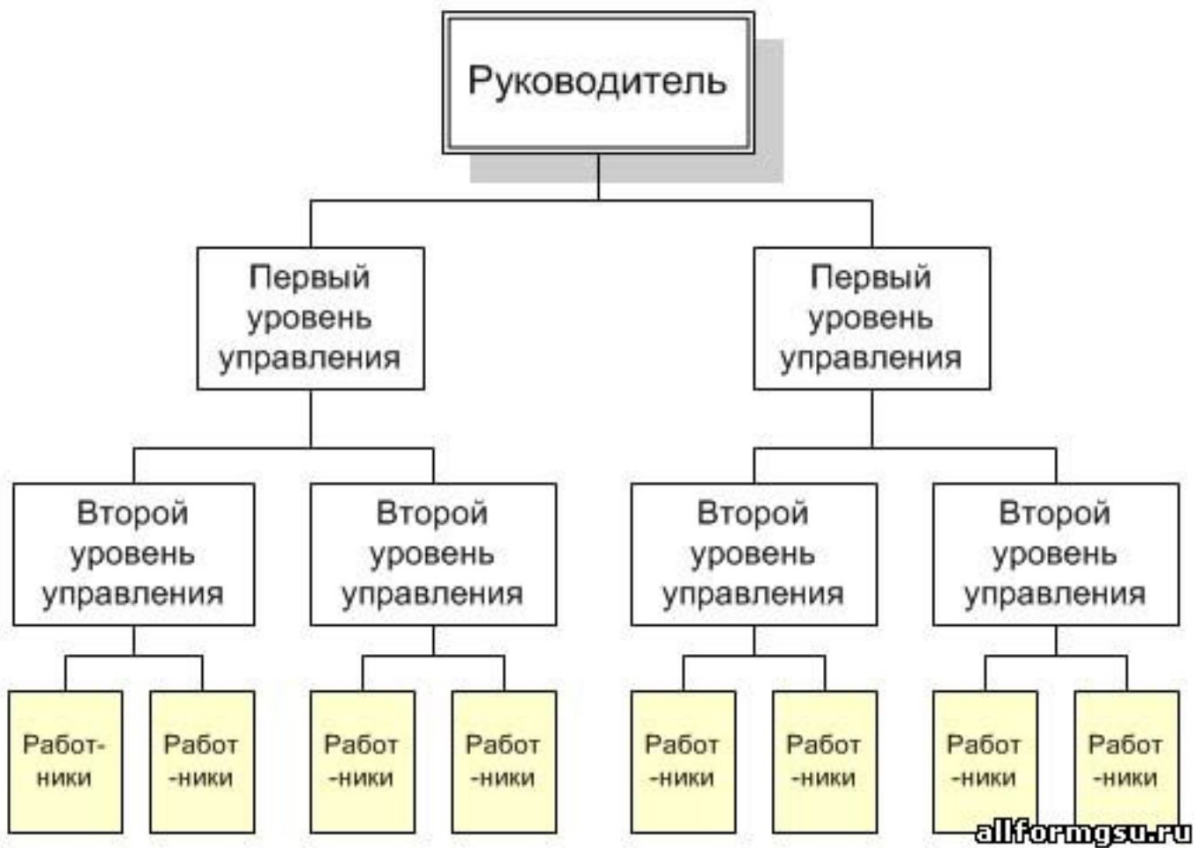 Руководитель
Первый
уровень
управления
Первый
уровень
управления
Второй
уровень
управления
Второй
уровень
управления
Второй
уровень
управления
Второй
уровень
управления
Работ-
ники
Работ
-ники
Работ
-ники
Работ
-ники
Работ
-ники
Работ
-ники
Работ
-ники
Работ
-ники
allformgsu.ru